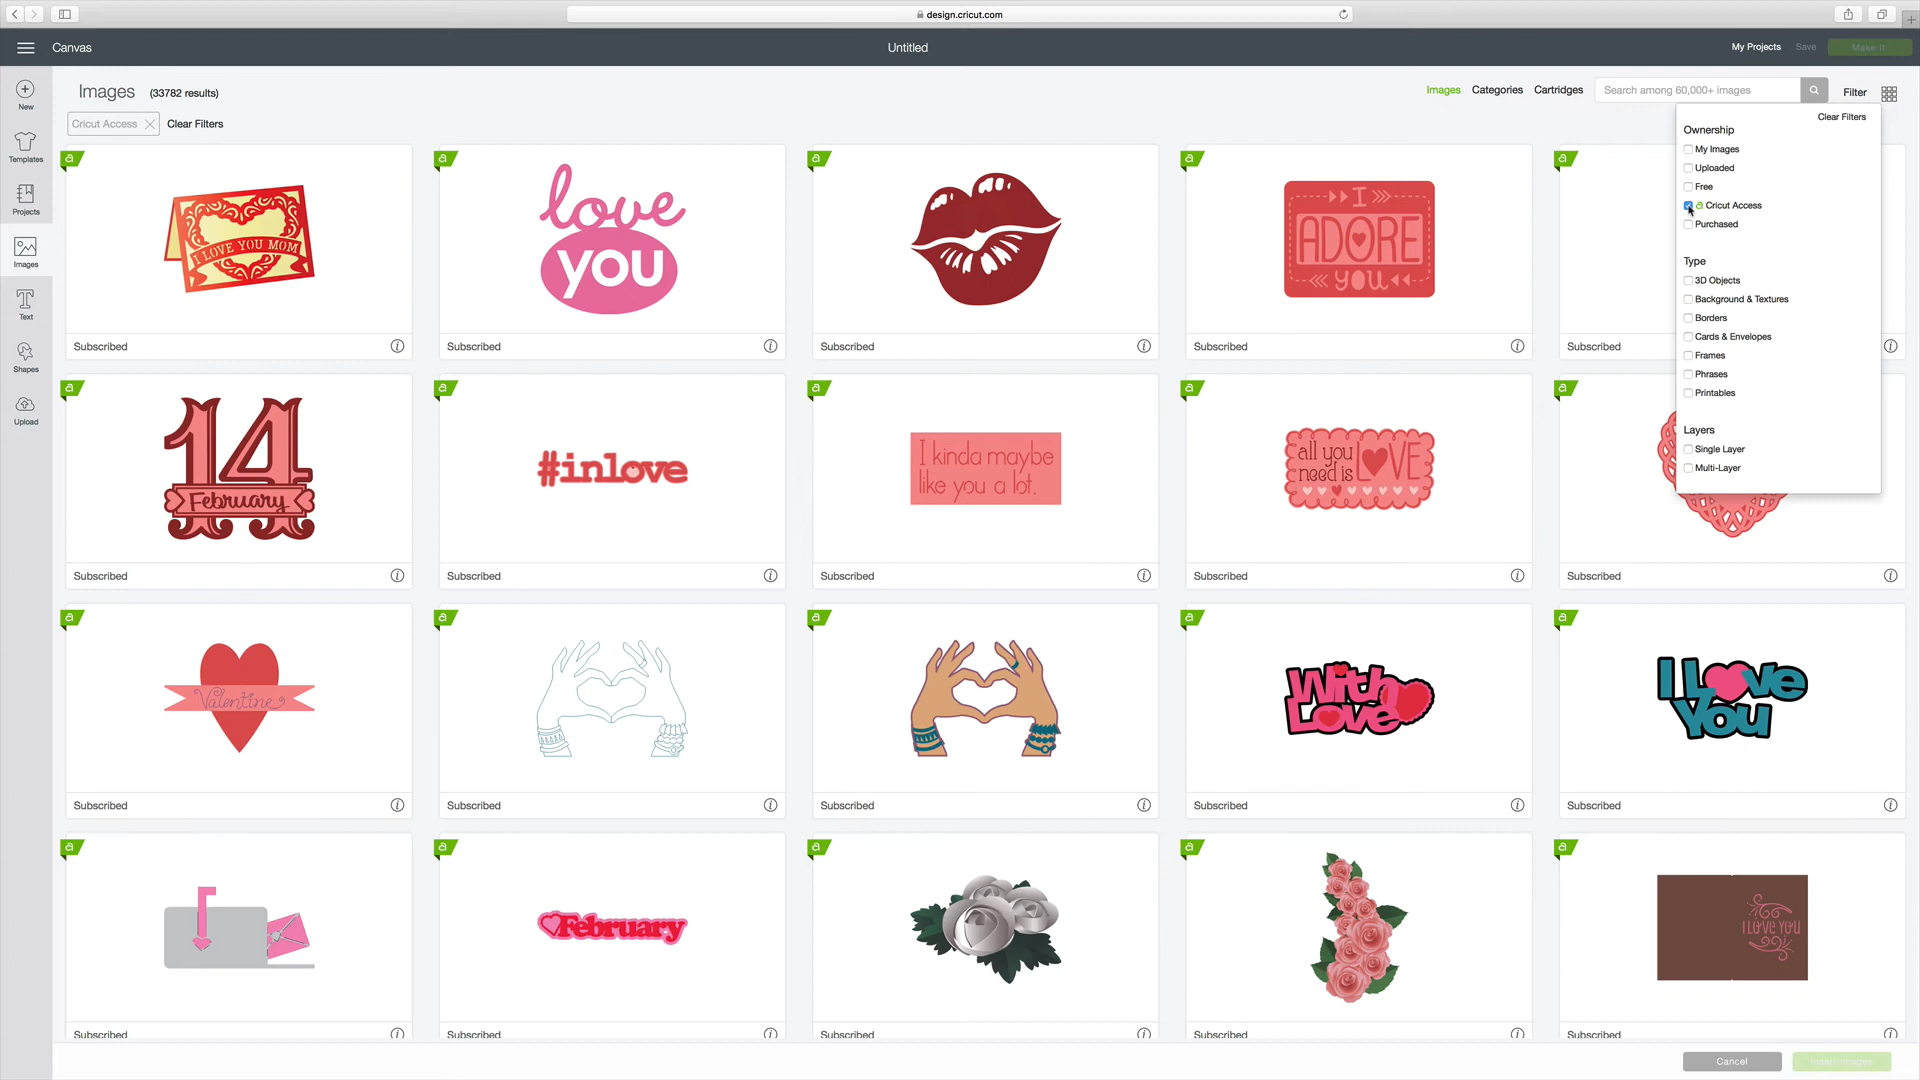 design.cricut.com
Canvas
Untitled
My Projects
Save
Make It
New
Templates
Projects
Images
Text
Shapes
Upload
Images (33782 results)
Images
Categories
Cartridges
Search among 60,000+ images
Filter
Cricut Access
Clear Filters
Clear Filters
Ownership
My Images
Uploaded
Free
a Cricut Access
Purchased
Type
3D Objects
Background & Textures
Borders
Cards & Envelopes
Frames
Phrases
Printables
Layers
Single Layer
Multi-Layer
a
I LOVE YOU MOM
Subscribed
a
love
you
Subscribed
a
Subscribed
a
I
ADORE
you
Subscribed
a
Subscribed
a
14
February
Subscribed
a
#inlove
Subscribed
a
I kinda maybe
like you a lot.
Subscribed
a
all you
need is
LOVE
Subscribed
a
Subscribed
a
Valentine
Subscribed
a
Subscribed
a
Subscribed
a
With
Love
Subscribed
a
I Love
You
Subscribed
a
Subscribed
a
February
Subscribed
a
Subscribed
a
Subscribed
a
I LOVE YOU
Subscribed
Cancel